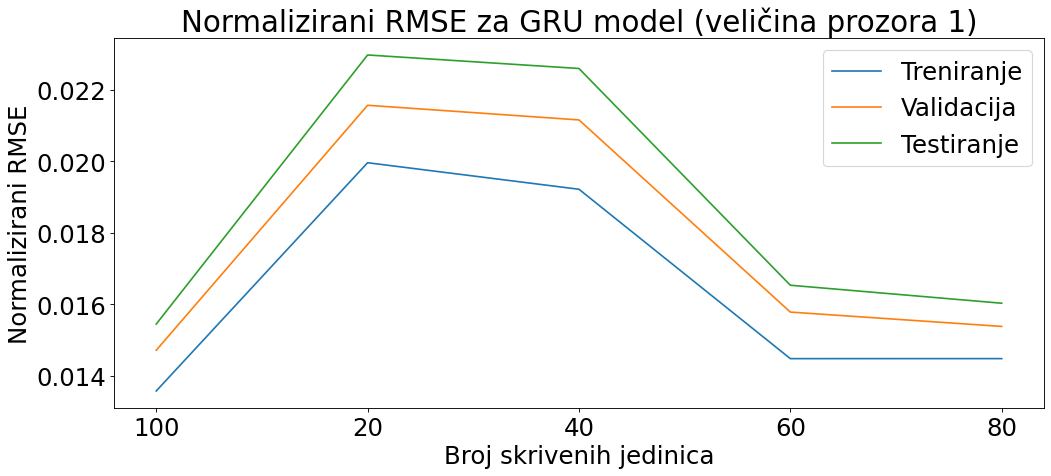 Normalizirani RMSE za GRU model (veličina prozora 1)
Treniranje
Validacija
Testiranje
Normalizirani RMSE
0.022
0.020
0.018
0.016
0.014
100 20 40 60 80
Broj skrivenih jedinica